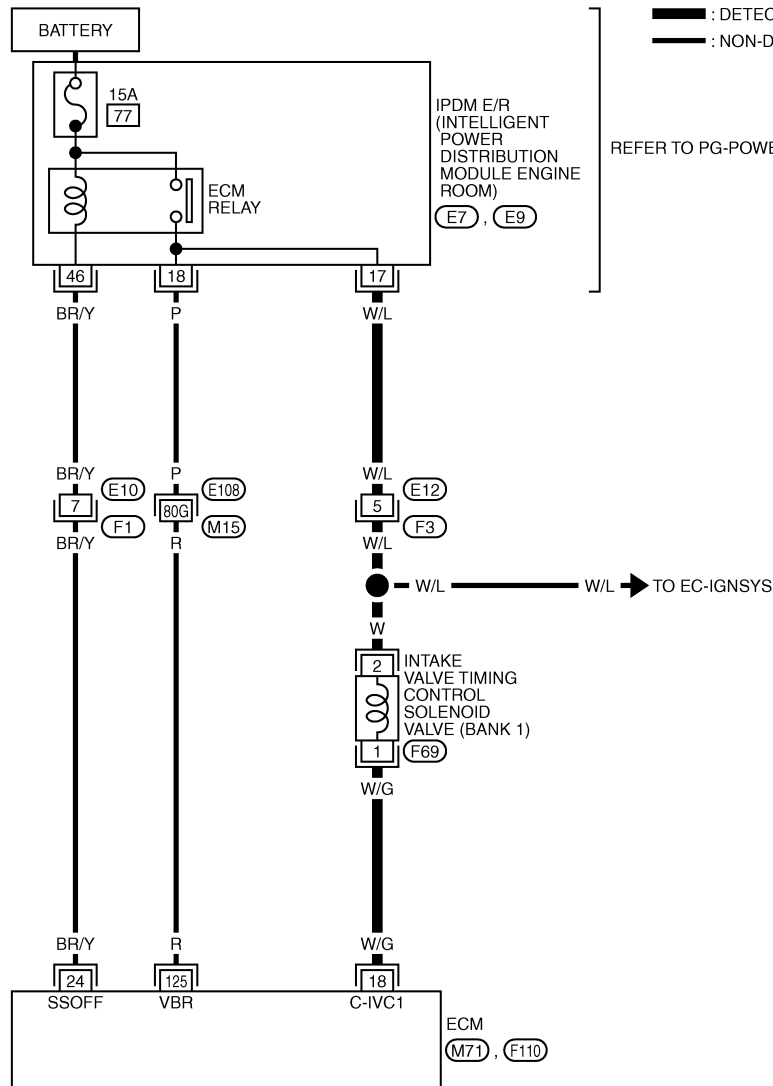 BATTERY
: DETEC
: NON-D
15A
77
IPDM E/R
(INTELLIGENT
POWER
DISTRIBUTION
MODULE ENGINE
ROOM)
E7 , E9
REFER TO PG-POWE
ECM
RELAY
46 18 17
BR/Y P W/L
BR/Y P W/L
7 E10 80G E108 5 E12
F1 M15 F3
BR/Y R W/L
W/L W/L TO EC-IGNSYS
W
2
INTAKE
VALVE TIMING
CONTROL
SOLENOID
VALVE (BANK 1)
1 F69
W/G
BR/Y R W/G
24 125 18
SSOFF VBR C-IVC1
ECM
M71 , F110